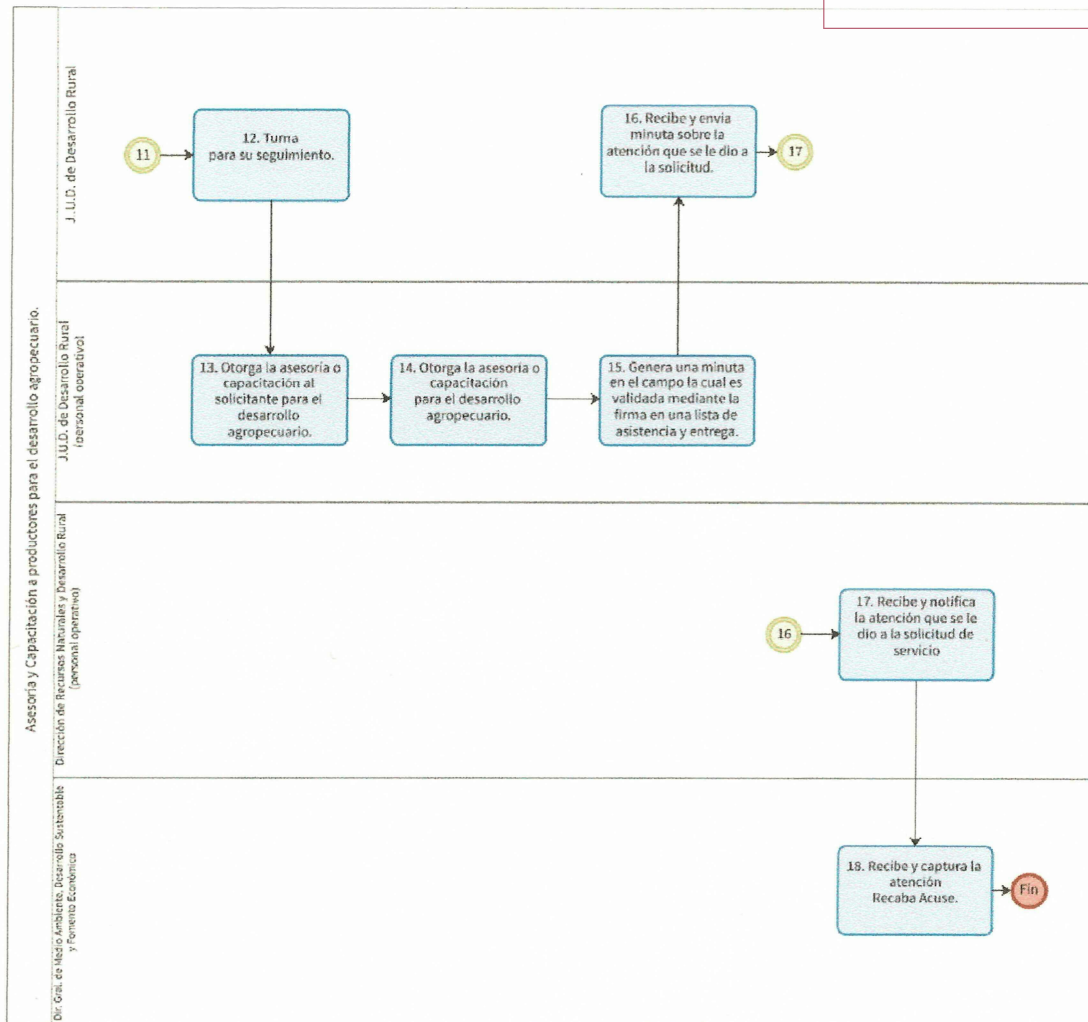 Asesoría y Capacitación a productores para el desarrollo agropecuario.
J.U.D. de Desarrollo Rural
11
12. Turna
para su seguimiento.
16. Recibe y envía
minuta sobre la
atención que se le dio a
la solicitud.
17
J.U.D. de Desarrollo Rural
(personal operativo)
13. Otorga la asesoría o
capacitación al
solicitante para el
desarrollo
agropecuario.
14. Otorga la asesoría o
capacitación
para el desarrollo
agropecuario.
15. Genera una minuta
en el campo la cual es
validada mediante la
firma en una lista de
asistencia y entrega.
Dirección de Recursos Naturales y Desarrollo Rural
(personal operativo)
16
17. Recibe y notifica
la atención que se le
dio a la solicitud de
servicio
Dir. Gral. de Medio Ambiente, Desarrollo Sustentable
y Fomento Económico
18. Recibe y captura la
atención
Recaba Acuse.
Fin